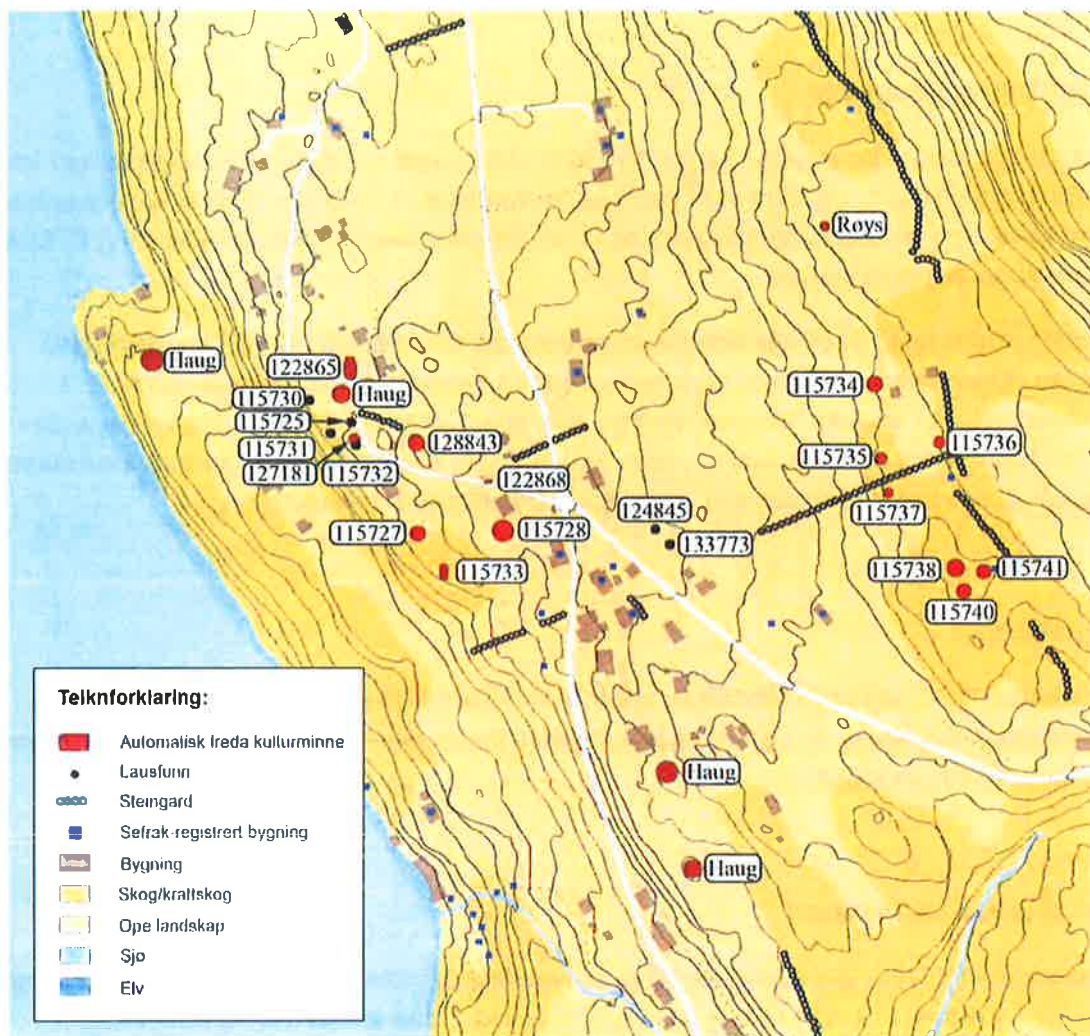 Røys
Haug
122865
115734
115730
Haug
115725
115731
128843
115736
127181
115732
115735
122868
115737
124845
115727
115728
133773
115733
115738
115741
115740
Teiknforklaring:
Automatisk freda kulturminne
Lausfunn
Steingard
Sefrak-registrert bygning
Bygning
Skog/krattskog
Ope landskap
Sjø
Elv
Haug
Haug